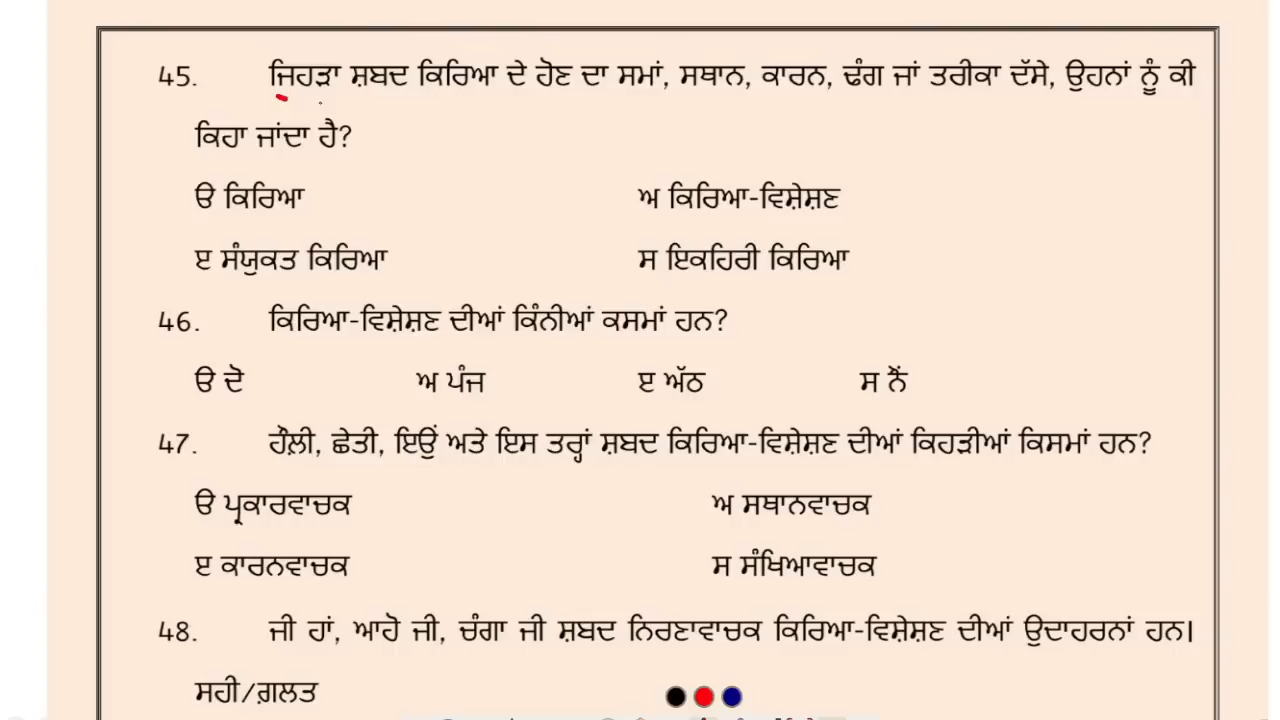 45. ਜਿਹੜਾ ਸ਼ਬਦ ਕਿਰਿਆ ਦੇ ਹੋਣ ਦਾ ਸਮਾਂ, ਸਥਾਨ, ਕਾਰਨ, ਢੰਗ ਜਾਂ ਤਰੀਕਾ ਦੱਸੇ, ਉਹਨਾਂ ਨੂੰ ਕੀ
ਕਿਹਾ ਜਾਂਦਾ ਹੈ?
ੳ ਕਿਰਿਆ ਅ ਕਿਰਿਆ-ਵਿਸ਼ੇਸ਼ਣ
ੲ ਸੰਯੁਕਤ ਕਿਰਿਆ ਸ ਇਕਹਿਰੀ ਕਿਰਿਆ
46. ਕਿਰਿਆ-ਵਿਸ਼ੇਸ਼ਣ ਦੀਆਂ ਕਿੰਨੀਆਂ ਕਸਮਾਂ ਹਨ?
ੳ ਦੋ ਅ ਪੰਜ ੲ ਅੱਠ ਸ ਨੌਂ
47. ਹੌਲੀ, ਛੇਤੀ, ਇਉਂ ਅਤੇ ਇਸ ਤਰ੍ਹਾਂ ਸ਼ਬਦ ਕਿਰਿਆ-ਵਿਸ਼ੇਸ਼ਣ ਦੀਆਂ ਕਿਹੜੀਆਂ ਕਿਸਮਾਂ ਹਨ?
ੳ ਪ੍ਰਕਾਰਵਾਚਕ ਅ ਸਥਾਨਵਾਚਕ
ੲ ਕਾਰਨਵਾਚਕ ਸ ਸੰਖਿਆਵਾਚਕ
48. ਜੀ ਹਾਂ, ਆਹੋ ਜੀ, ਚੰਗਾ ਜੀ ਸ਼ਬਦ ਨਿਰਣਾਵਾਚਕ ਕਿਰਿਆ-ਵਿਸ਼ੇਸ਼ਣ ਦੀਆਂ ਉਦਾਹਰਨਾਂ ਹਨ।
ਸਹੀ/ਗ਼ਲਤ